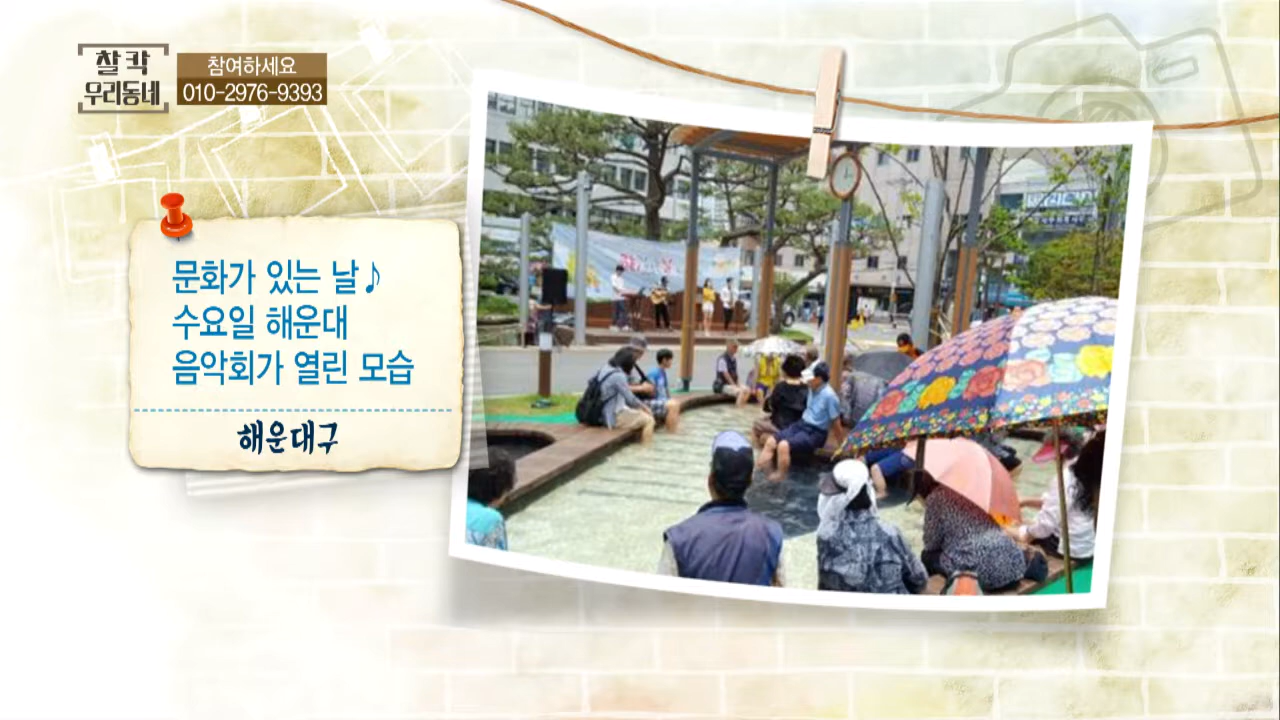 찰칵
우리동네
참여하세요
010-2976-9393
문화가 있는 날♪
수요일 해운대
음악회가 열린 모습
해운대구